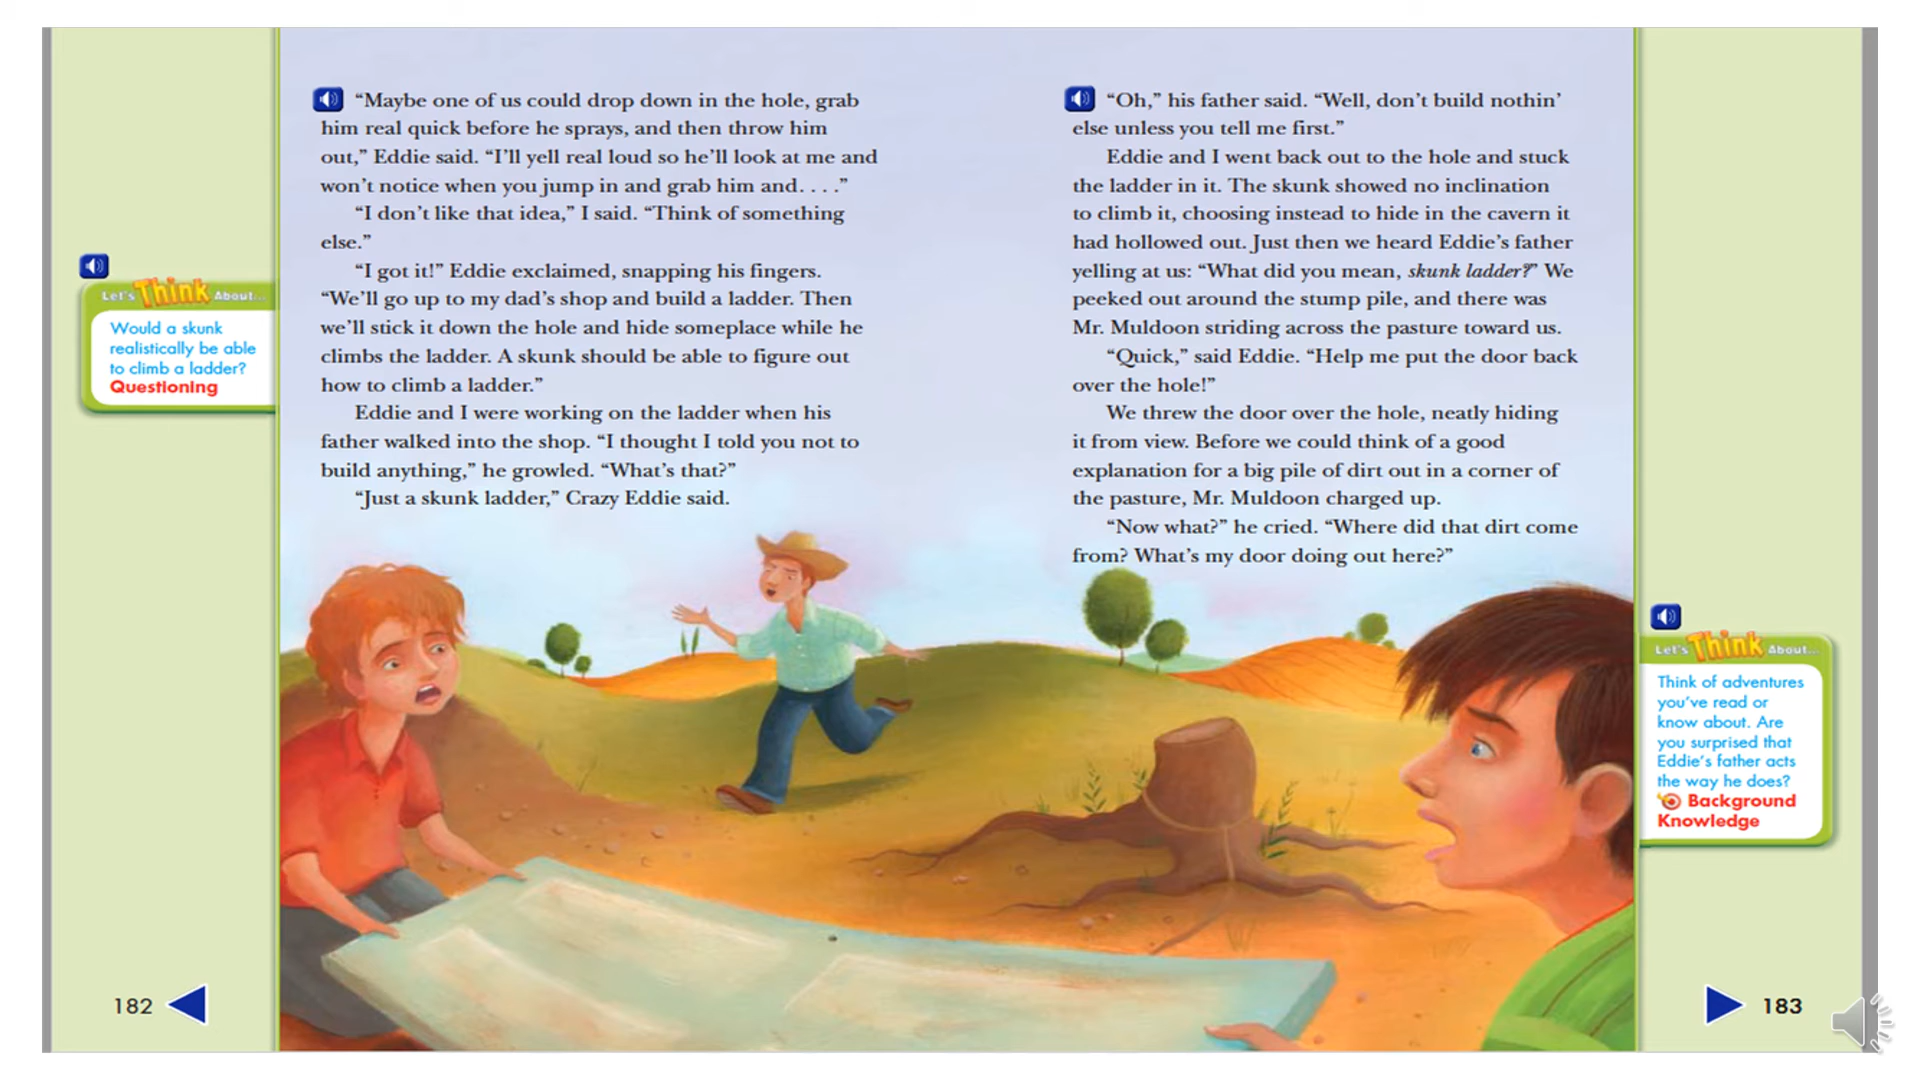 “Maybe one of us could drop down in the hole, grab
him real quick before he sprays, and then throw him
out,” Eddie said. “I’ll yell real loud so he’ll look at me and
won’t notice when you jump in and grab him and. . . .”
“I don’t like that idea,” I said. “Think of something
else.”
“I got it!” Eddie exclaimed, snapping his fingers.
“We’ll go up to my dad’s shop and build a ladder. Then
we’ll stick it down the hole and hide someplace while he
climbs the ladder. A skunk should be able to figure out
how to climb a ladder.”
Eddie and I were working on the ladder when his
father walked into the shop. “I thought I told you not to
build anything,” he growled. “What’s that?”
“Just a skunk ladder,” Crazy Eddie said.
Let's Think About...
Would a skunk
realistically be able
to climb a ladder?
Questioning
182
“Oh,” his father said. “Well, don’t build nothin’
else unless you tell me first.”
Eddie and I went back out to the hole and stuck
the ladder in it. The skunk showed no inclination
to climb it, choosing instead to hide in the cavern it
had hollowed out. Just then we heard Eddie’s father
yelling at us: “What did you mean, skunk ladder?” We
peeked out around the stump pile, and there was
Mr. Muldoon striding across the pasture toward us.
“Quick,” said Eddie. “Help me put the door back
over the hole!”
We threw the door over the hole, neatly hiding
it from view. Before we could think of a good
explanation for a big pile of dirt out in a corner of
the pasture, Mr. Muldoon charged up.
“Now what?” he cried. “Where did that dirt come
from? What’s my door doing out here?”
Let's Think About...
Think of adventures
you’ve read or
know about. Are
you surprised that
Eddie’s father acts
the way he does?
Background
Knowledge
183